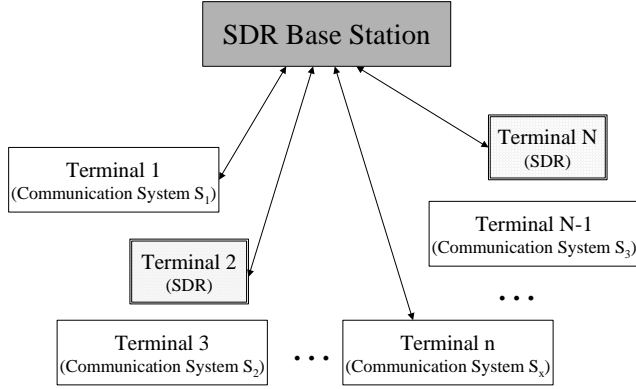 SDR Base Station
Terminal N
(SDR)
Terminal 1
(Communication System S₁)
Terminal N-1
(Communication System S₃)
Terminal 2
(SDR)
...
Terminal 3
(Communication System S₂)
...
Terminal n
(Communication System Sₓ)